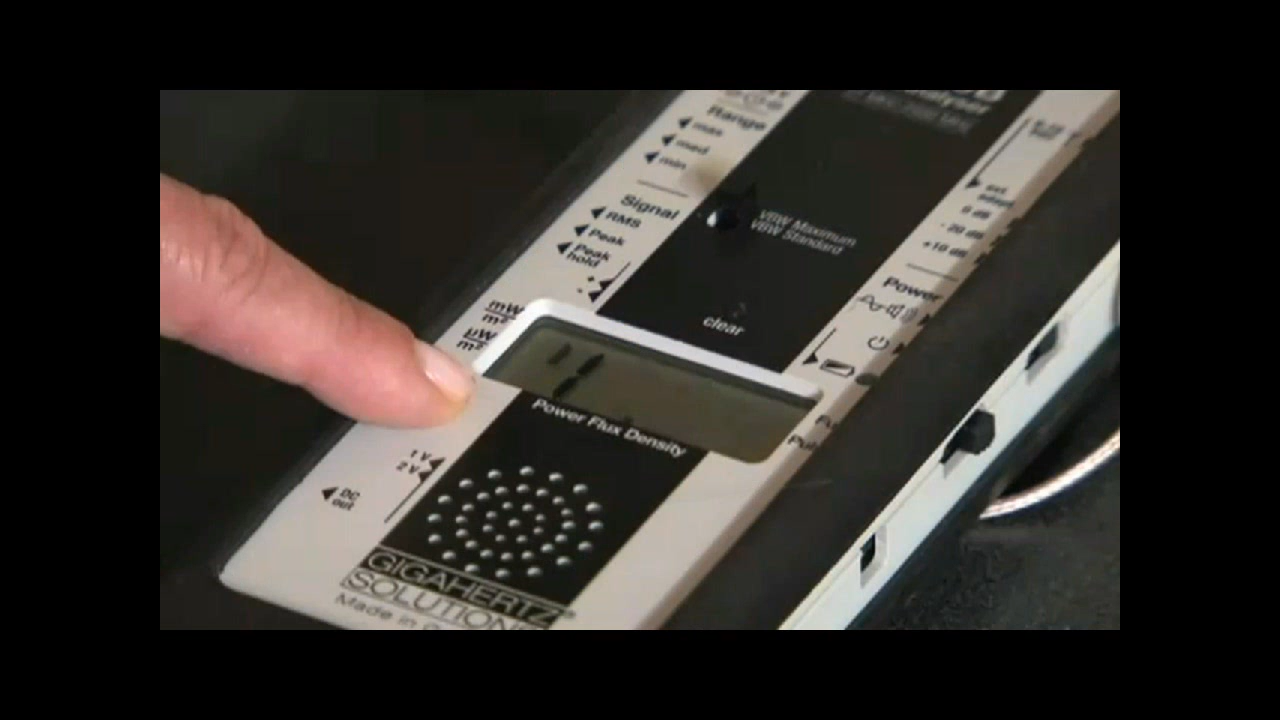 Range
max
med
min
Signal
RMS
Peak
Peak
hold
VBW Maximum
VBW Standard
clear
ext.
0 dB
- 20 dB
+10 dB
Power
mW
m²
µW
m²
Power Flux Density
1 V
2 V
DC
out
GIGAHERTZ
SOLUTIONS
Made in